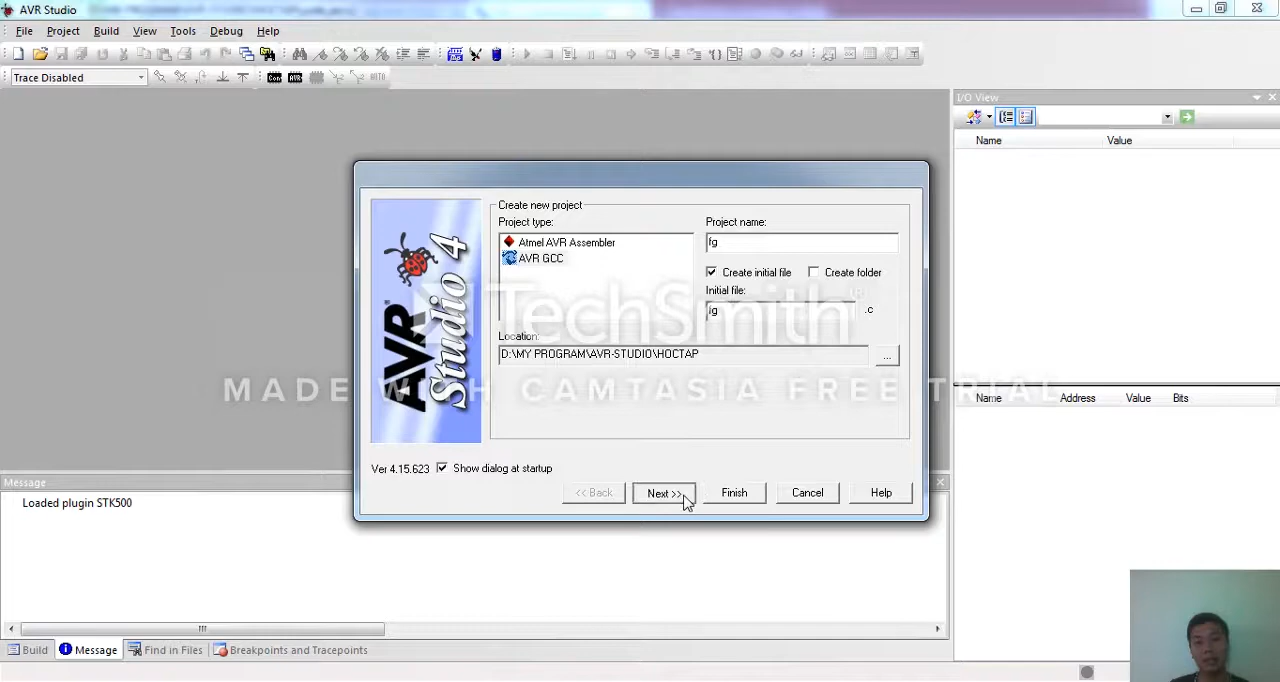 AVR Studio
File Project Build View Tools Debug Help
Trace Disabled
Con AVR AUTO
I/O View
Name Value
Create new project
Project type: Project name:
Atmel AVR Assembler fg
AVR GCC
Create initial file Create folder
Initial file:
fg .c
TechSmith
Location:
D:\MY PROGRAM\AVR-STUDIO\HOCTAP ...
MADE WITH CAMTASIA FREE TRIAL
AVR Studio 4
Name Address Value Bits
Ver 4.15.623 Show dialog at startup
<< Back Next >> Finish Cancel Help
Message
Loaded plugin STK500
Build Message Find in Files Breakpoints and Tracepoints